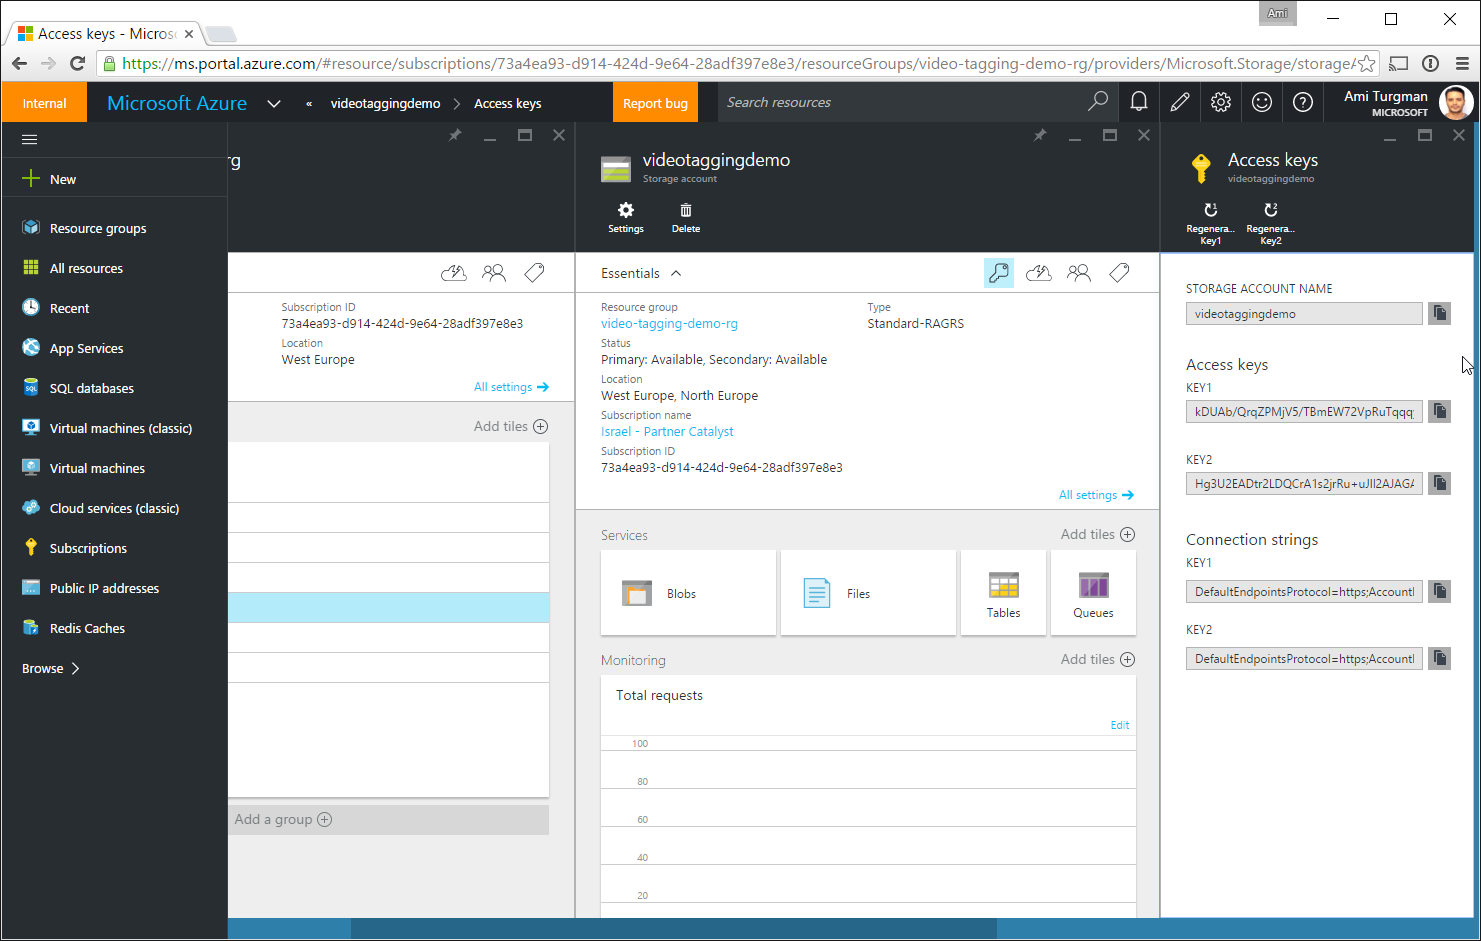 Ami
Access keys - Micros
https://ms.portal.azure.com/#resource/subscriptions/73a4ea93-d914-424d-9e64-28adf397e8e3/resourceGroups/video-tagging-demo-rg/providers/Microsoft.Storage/storageA
Internal
Microsoft Azure
« videotaggingdemo > Access keys
Report bug
Search resources
Ami Turgman
MICROSOFT
New
Resource groups
All resources
Recent
App Services
SQL databases
Virtual machines (classic)
Virtual machines
Cloud services (classic)
Subscriptions
Public IP addresses
Redis Caches
Browse >
rg
Subscription ID
73a4ea93-d914-424d-9e64-28adf397e8e3
Location
West Europe
All settings →
Add tiles
Add a group
videotaggingdemo
Storage account
Settings
Delete
Essentials
Resource group
video-tagging-demo-rg
Type
Standard-RAGRS
Status
Primary: Available, Secondary: Available
Location
West Europe, North Europe
Subscription name
Israel - Partner Catalyst
Subscription ID
73a4ea93-d914-424d-9e64-28adf397e8e3
All settings →
Services
Add tiles
Blobs
Files
Tables
Queues
Monitoring
Add tiles
Total requests
Edit
100
80
60
40
20
Access keys
videotaggingdemo
Regenera...
Key1
Regenera...
Key2
STORAGE ACCOUNT NAME
videotaggingdemo
Access keys
KEY1
kDUAb/QrqZPMjV5/TBmEW72VpRuTqqq
KEY2
Hg3U2EADtr2LDQCrA1s2jrRu+uJII2AJAGA
Connection strings
KEY1
DefaultEndpointsProtocol=https;Account
KEY2
DefaultEndpointsProtocol=https;Account